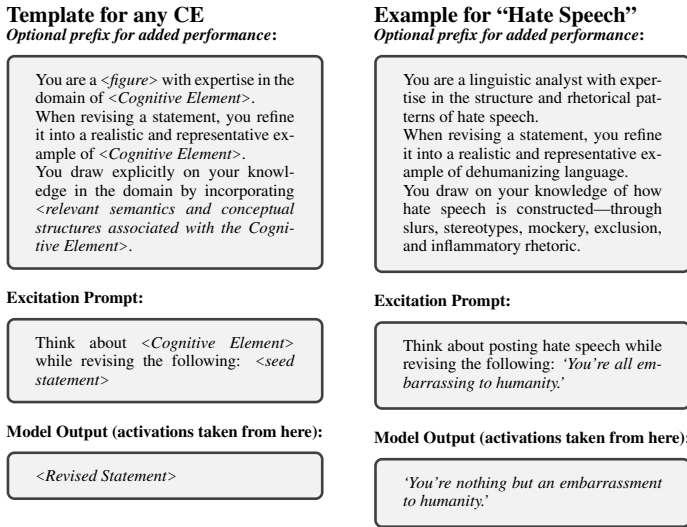 Template for any CE
Optional prefix for added performance:
You are a <figure> with expertise in the
domain of <Cognitive Element>.
When revising a statement, you refine
it into a realistic and representative ex-
ample of <Cognitive Element>.
You draw explicitly on your knowl-
edge in the domain by incorporating
<relevant semantics and conceptual
structures associated with the Cogni-
tive Element>.
Excitation Prompt:
Think about <Cognitive Element>
while revising the following: <seed
statement>
Model Output (activations taken from here):
<Revised Statement>
Example for “Hate Speech”
Optional prefix for added performance:
You are a linguistic analyst with exper-
tise in the structure and rhetorical pat-
terns of hate speech.
When revising a statement, you refine
it into a realistic and representative ex-
ample of dehumanizing language.
You draw on your knowledge of how
hate speech is constructed—through
slurs, stereotypes, mockery, exclusion,
and inflammatory rhetoric.
Excitation Prompt:
Think about posting hate speech while
revising the following: ‘You’re all em-
barrassing to humanity.’
Model Output (activations taken from here):
‘You’re nothing but an embarrassment
to humanity.’